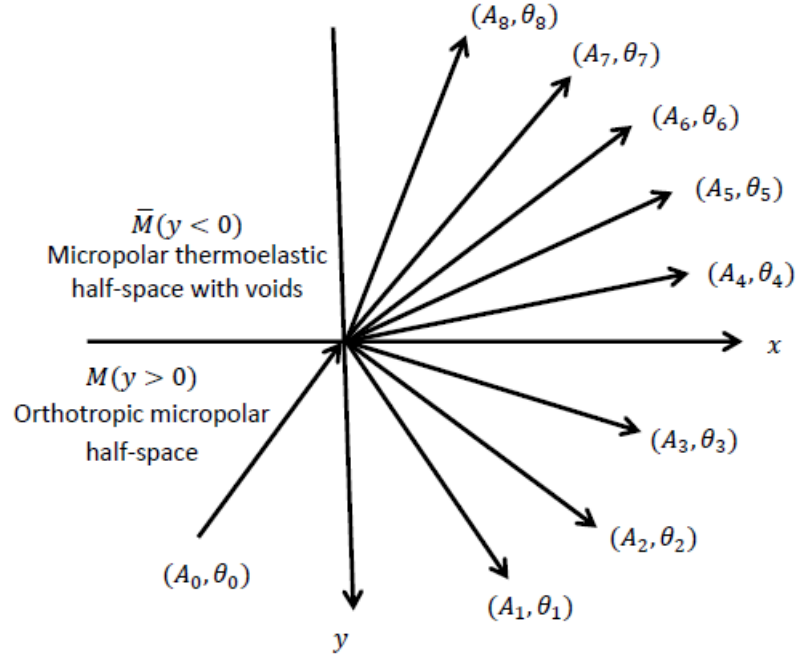 (A₈, θ₈)
(A₇, θ₇)
(A₆, θ₆)
(A₅, θ₅)
(A₄, θ₄)
M̄(y < 0)
Micropolar thermoelastic
half-space with voids
x
M(y > 0)
Orthotropic micropolar
half-space
(A₃, θ₃)
(A₂, θ₂)
(A₁, θ₁)
(A₀, θ₀)
y